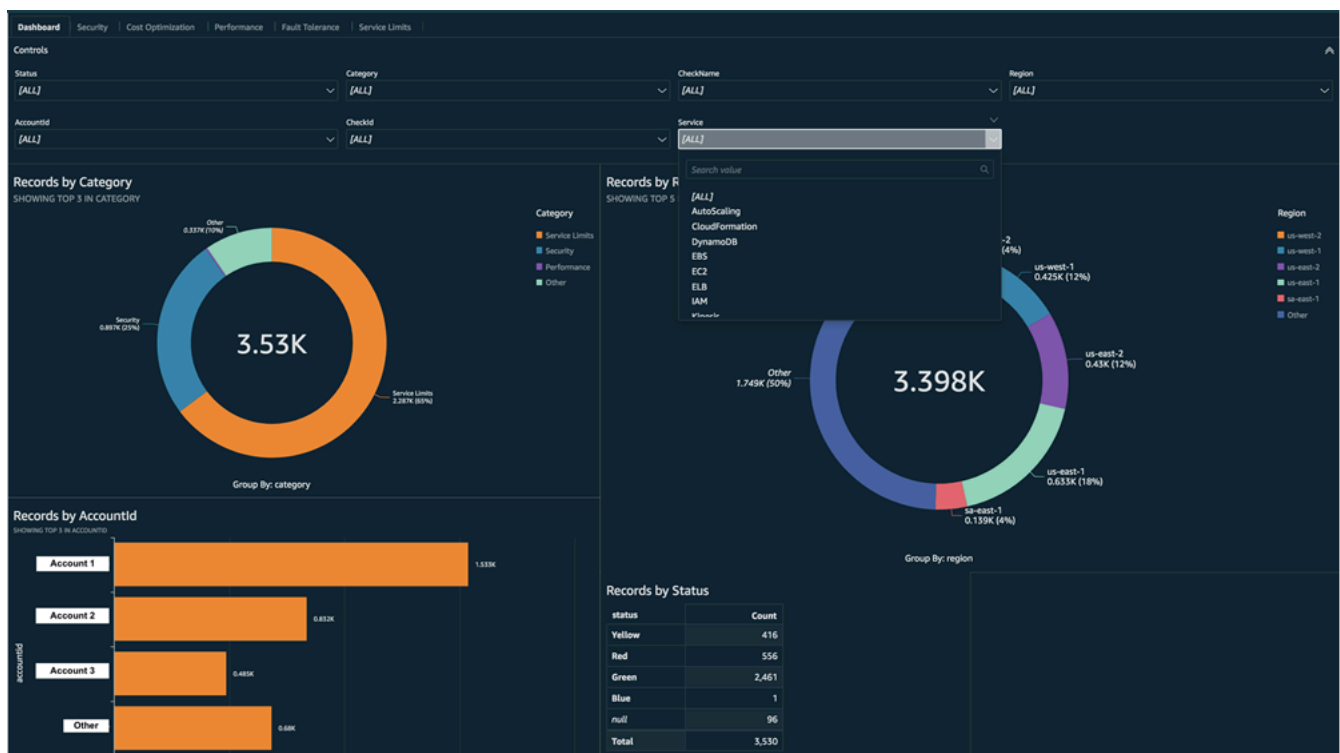 Dashboard Security Cost Optimization Performance Fault Tolerance Service Limits
Controls
Status Category CheckName Region
[ALL] [ALL] [ALL] [ALL]
AccountId CheckId Service
[ALL] [ALL] [ALL]
Search value
[ALL]
AutoScaling
CloudFormation
DynamoDB
EBS
EC2
ELB
IAM
Kinesis
Records by Category
SHOWING TOP 3 IN CATEGORY
Other
0.337K (10%)
Security
0.897K (25%)
3.53K
Service Limits
2.287K (65%)
Group By: category
Category
Service Limits
Security
Performance
Other
Records by R
SHOWING TOP 5
-2
(4%)
us-west-1
0.425K (12%)
us-east-2
0.43K (12%)
Other
1.749K (50%)
3.398K
us-east-1
0.633K (18%)
sa-east-1
0.139K (4%)
Group By: region
Region
us-west-2
us-west-1
us-east-2
us-east-1
sa-east-1
Other
Records by AccountId
SHOWING TOP 3 IN ACCOUNTID
accountId
Account 1 1.533K
Account 2 0.832K
Account 3 0.485K
Other 0.68K
Records by Status
status Count
Yellow 416
Red 556
Green 2,461
Blue 1
null 96
Total 3,530